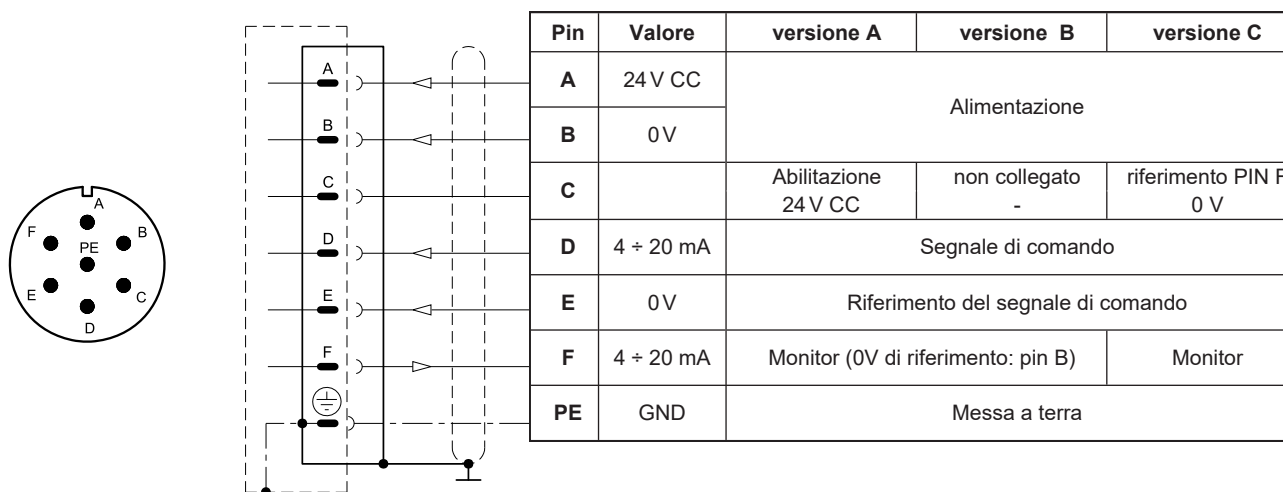 A
B
C
D
E
F
PE
A
B
C
D
E
F
Pin Valore versione A versione B versione C
A 24 V CC Alimentazione
B 0 V
C Abilitazione 24 V CC non collegato - riferimento PIN F 0 V
D 4 ÷ 20 mA Segnale di comando
E 0 V Riferimento del segnale di comando
F 4 ÷ 20 mA Monitor (0V di riferimento: pin B) Monitor
PE GND Messa a terra